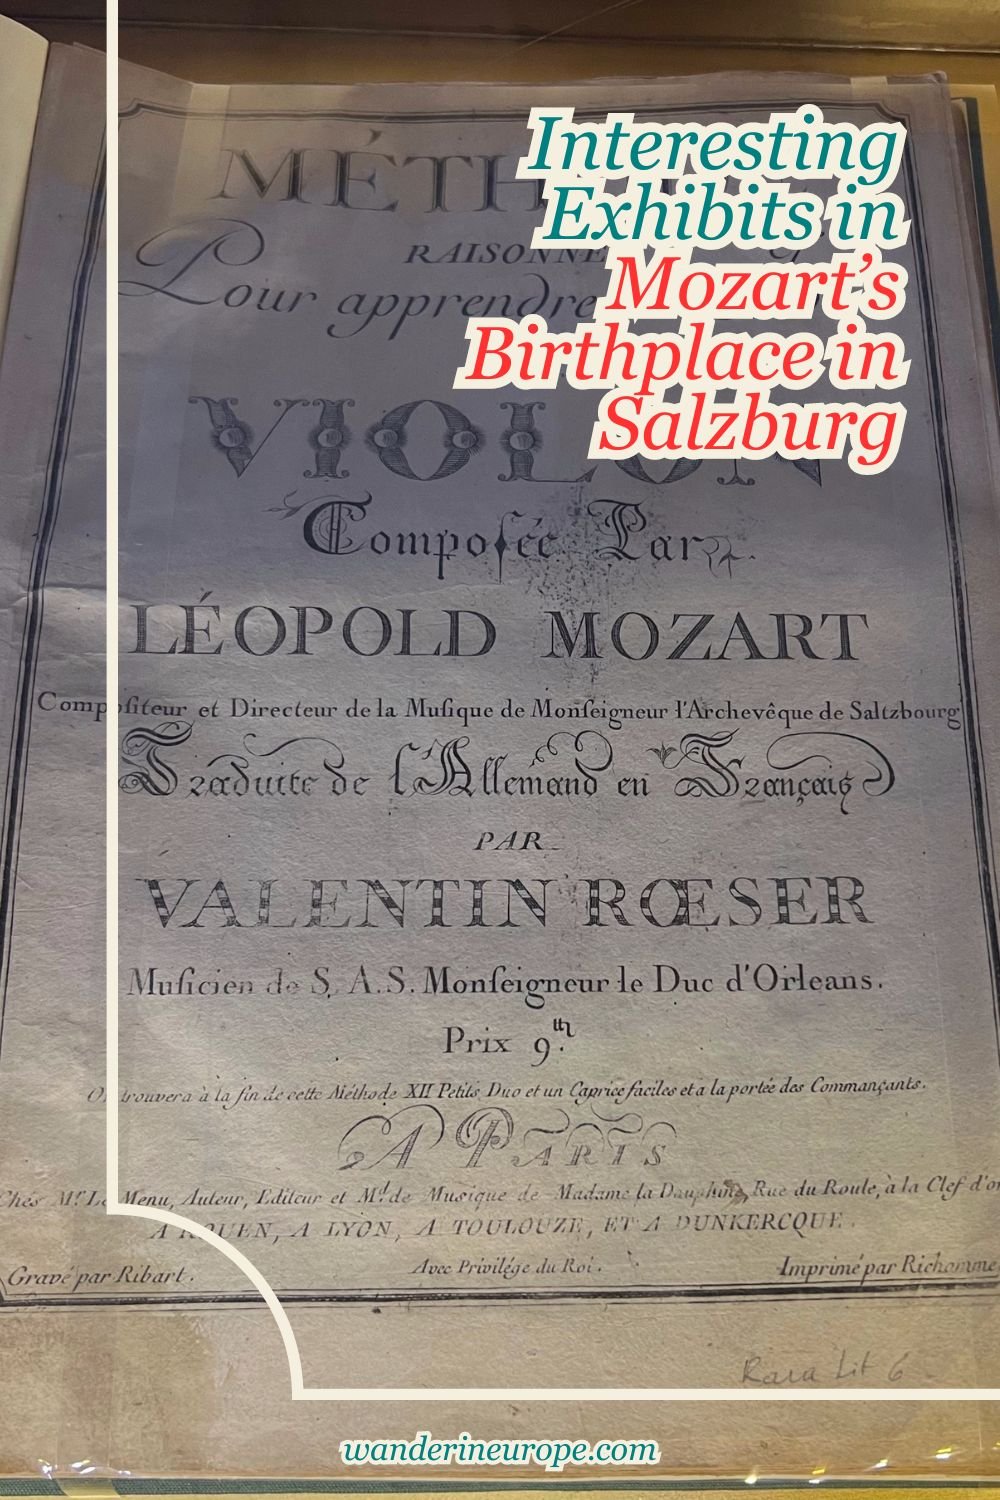 Interesting
Exhibits in
Mozart’s
Birthplace in
Salzburg
RAISONNÉE
Pour apprendre
VIOLON
Compoſée Par
LÉOPOLD MOZART
Compoſiteur et Directeur de la Muſique de Monſeigneur l'Archevêque de Saltzbourg
Traduite de l'Allemand en Français
PAR
VALENTIN RŒSER
Muſicien de S. A. S. Monſeigneur le Duc d'Orleans.
Prix 9.tt
On trouvera à la fin de cette Méthode XII Petits Duo et un Caprice faciles et a la portée des Commançants.
A PARIS
Chés Mr. Le Menu, Auteur, Editeur et Md. de Musique de Madame la Dauphine, Rue du Roule, à la Clef d'or
A ROUEN, A LYON, A TOULOUZE, ET A DUNKERCQUE.
Gravé par Ribart. Avec Privilége du Roi. Imprimé par Richomme
Rara Lit 6
wanderineurope.com